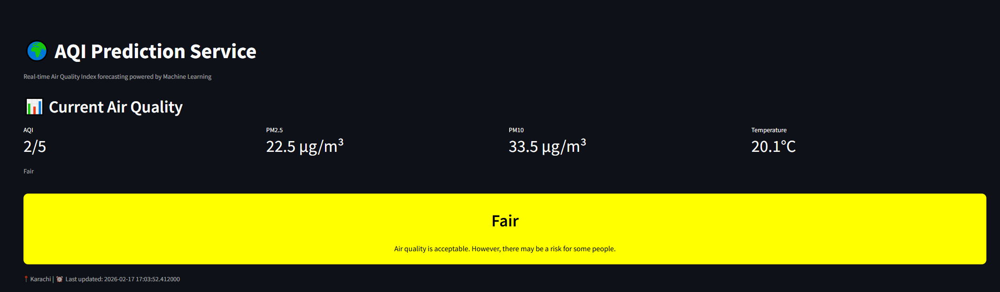 AQI Prediction Service
Real-time Air Quality Index forecasting powered by Machine Learning
Current Air Quality
AQI
2/5
Fair
PM2.5
22.5 µg/m³
PM10
33.5 µg/m³
Temperature
20.1°C
Fair
Air quality is acceptable. However, there may be a risk for some people.
Karachi | Last updated: 2026-02-17 17:03:52.412000